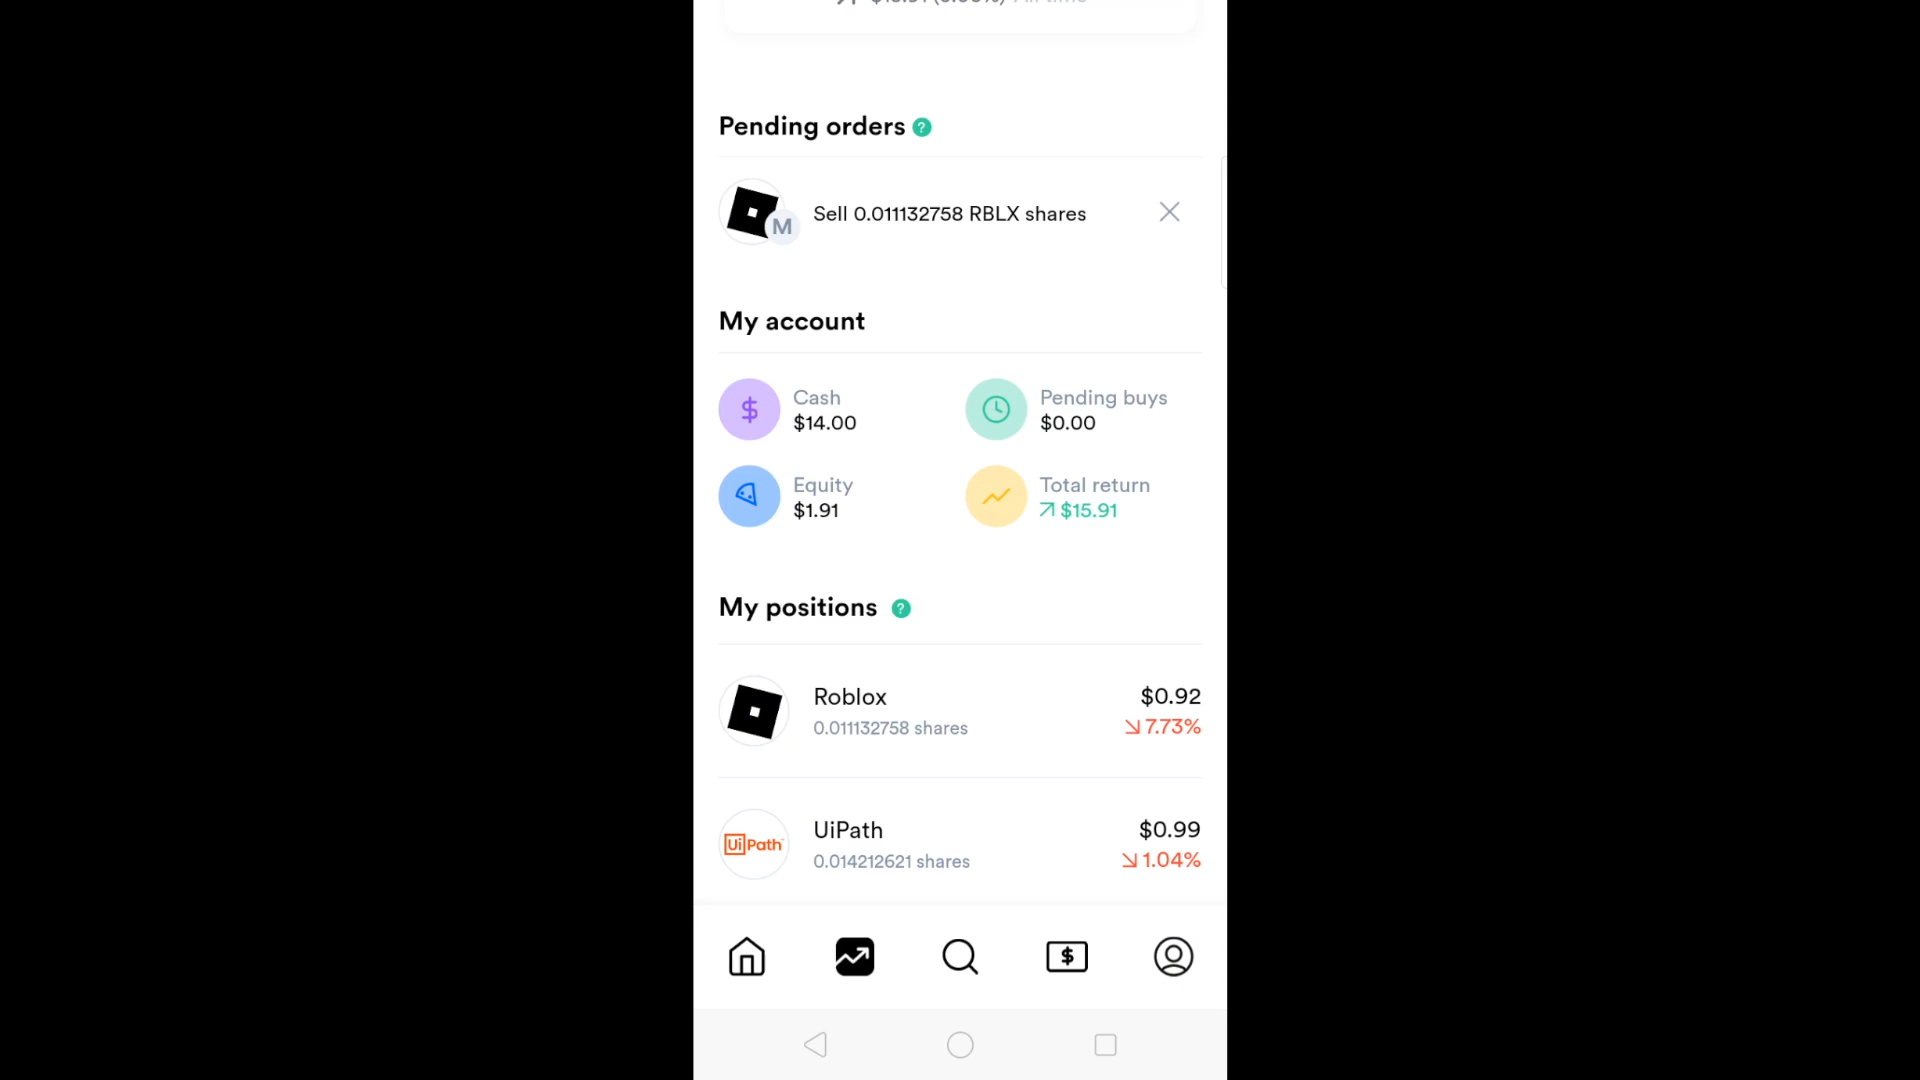 Pending orders ?
M
Sell 0.011132758 RBLX shares
My account
$ Cash
$14.00
Pending buys
$0.00
Equity
$1.91
Total return
$15.91
My positions ?
Roblox
$0.92
0.011132758 shares
7.73%
UiPath
UiPath
$0.99
0.014212621 shares
1.04%
$